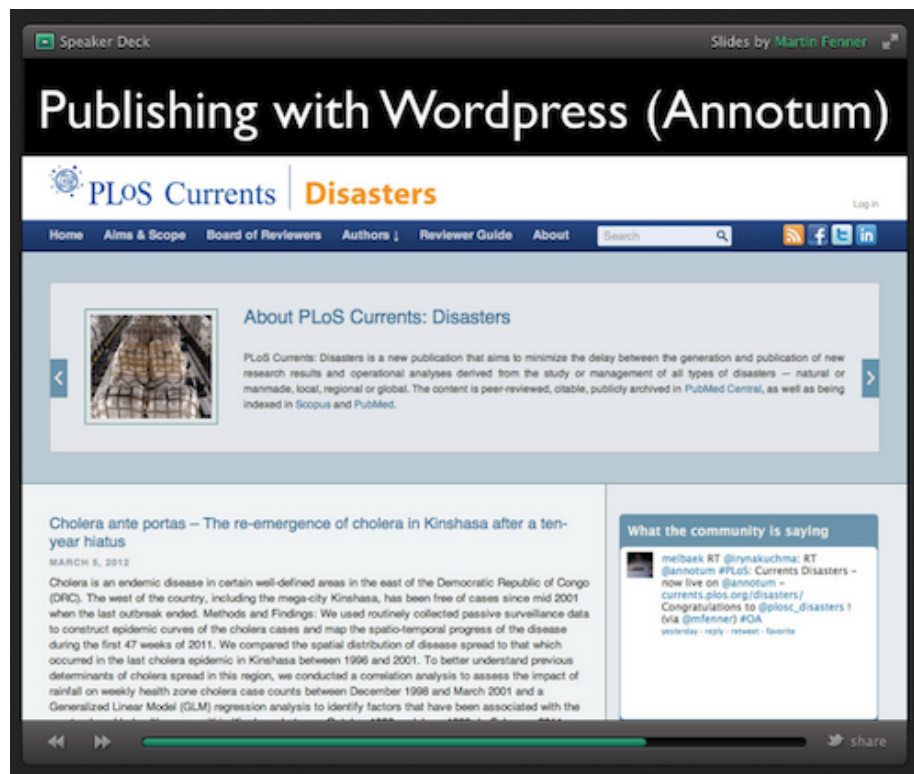 Speaker Deck
Slides by Martin Fenner
Publishing with Wordpress (Annotum)
PLoS Currents Disasters
Log in
Home Aims & Scope Board of Reviewers Authors ↓ Reviewer Guide About Search
About PLoS Currents: Disasters
PLoS Currents: Disasters is a new publication that aims to minimize the delay between the generation and publication of new
research results and operational analyses derived from the study or management of all types of disasters — natural or
manmade, local, regional or global. The content is peer-reviewed, citable, publicly archived in PubMed Central, as well as being
indexed in Scopus and PubMed.
Cholera ante portas – The re-emergence of cholera in Kinshasa after a ten-
year hiatus
MARCH 5, 2012
Cholera is an endemic disease in certain well-defined areas in the east of the Democratic Republic of Congo
(DRC). The west of the country, including the mega-city Kinshasa, has been free of cases since mid 2001
when the last outbreak ended. Methods and Findings: We used routinely collected passive surveillance data
to construct epidemic curves of the cholera cases and map the spatio-temporal progress of the disease
during the first 47 weeks of 2011. We compared the spatial distribution of disease spread to that which
occurred in the last cholera epidemic in Kinshasa between 1996 and 2001. To better understand previous
determinants of cholera spread in this region, we conducted a correlation analysis to assess the impact of
rainfall on weekly health zone cholera case counts between December 1998 and March 2001 and a
Generalized Linear Model (GLM) regression analysis to identify factors that have been associated with the
What the community is saying
melbaek RT @irynakuchma: RT
@annotum #PLoS: Currents Disasters –
now live on @annotum –
currents.plos.org/disasters/
Congratulations to @plosc_disasters !
(via @mfenner) #OA
yesterday · reply · retweet · favorite
share